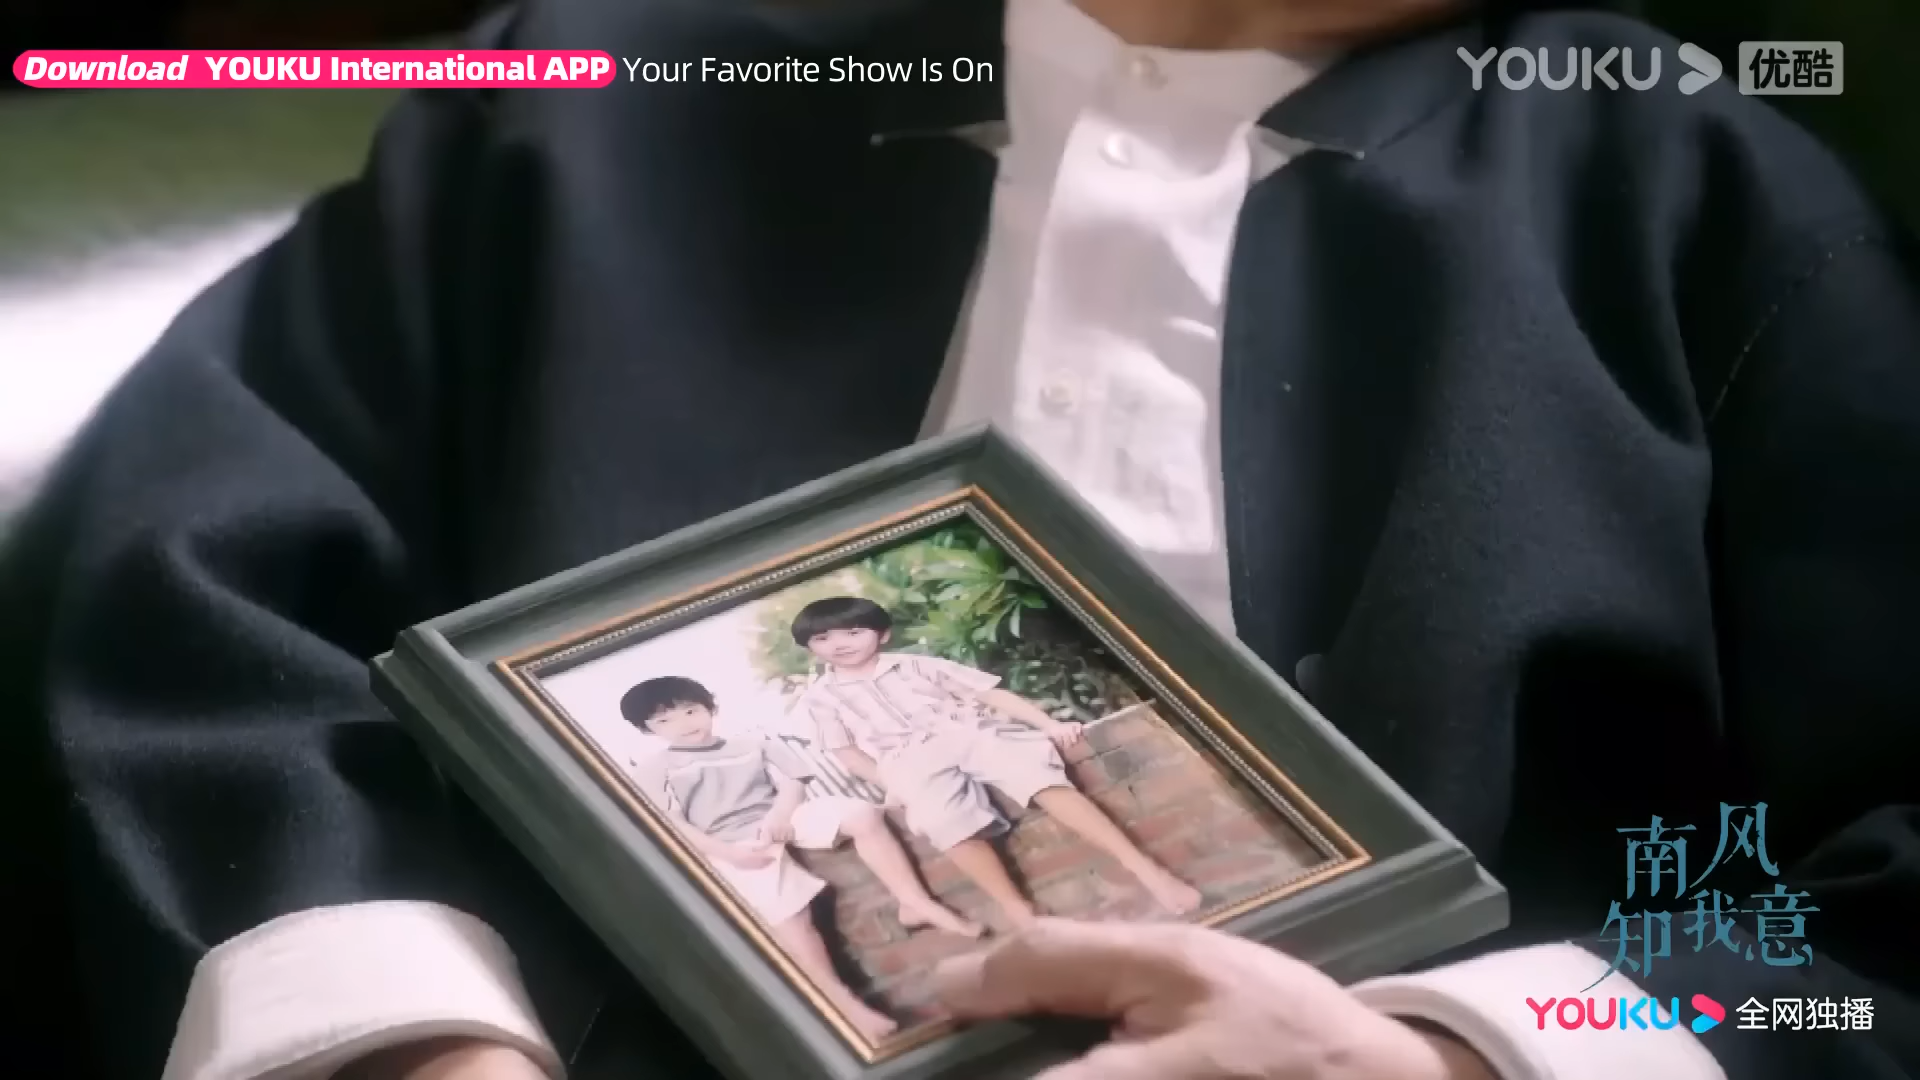 Download YOUKU International APP Your Favorite Show Is On
YOUKU 优酷
南风
知我意
YOUKU 全网独播